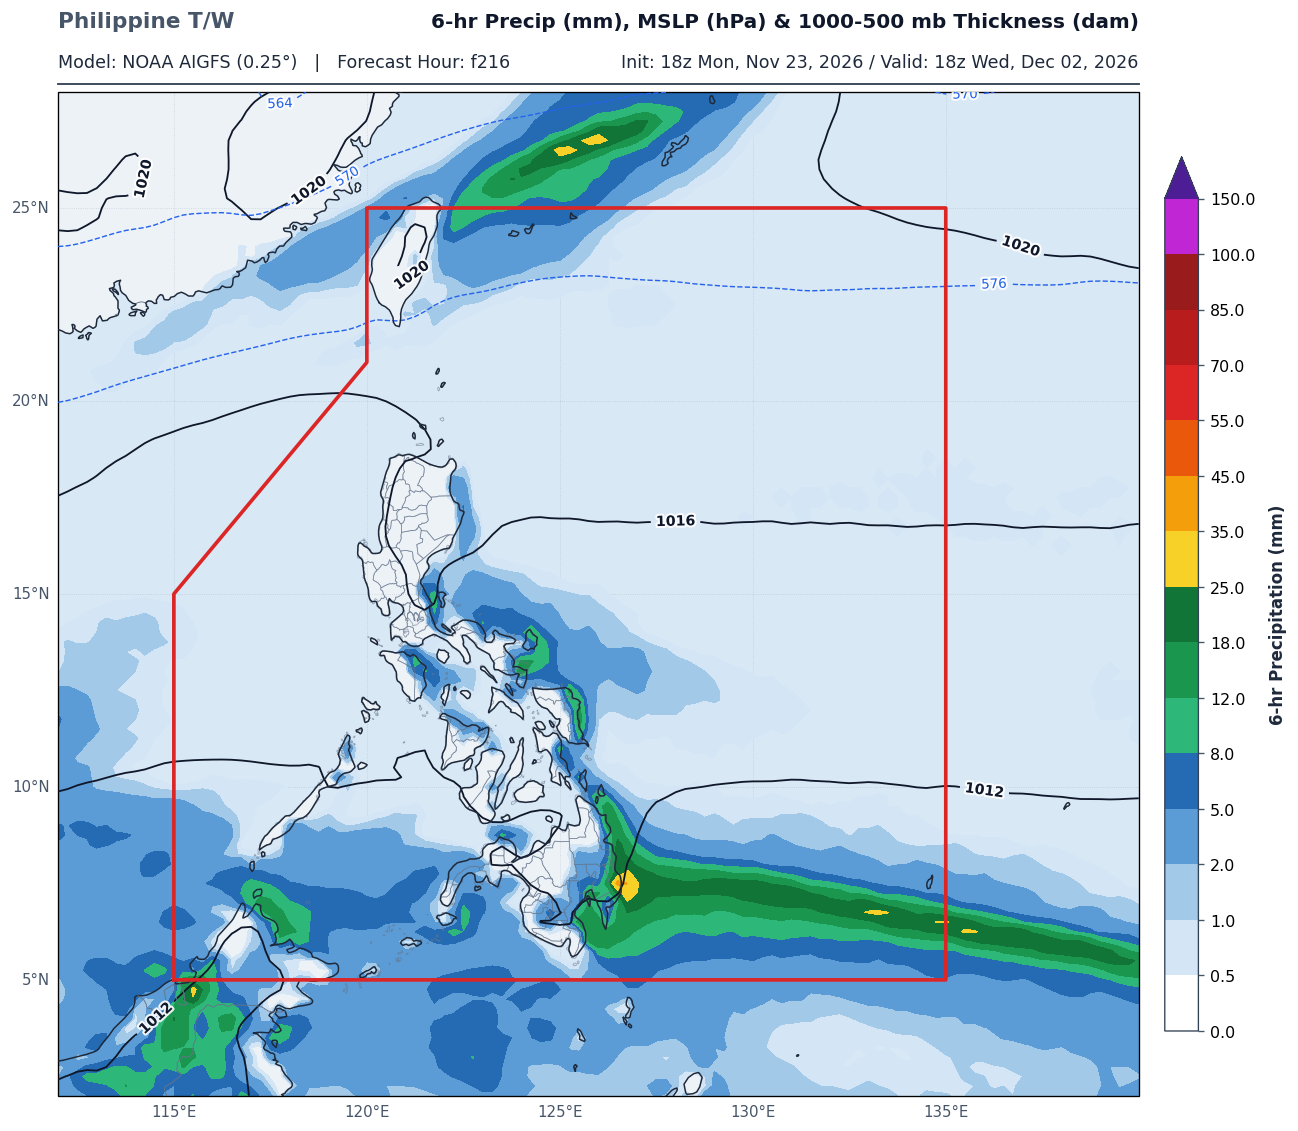 Philippine T/W
6-hr Precip (mm), MSLP (hPa) & 1000-500 mb Thickness (dam)
Model: NOAA AIGFS (0.25°) | Forecast Hour: f216
Init: 18z Mon, Nov 23, 2026 / Valid: 18z Wed, Dec 02, 2026
564
570
1020
1020
570
25°N
1020
1020
576
20°N
1016
15°N
10°N
1012
5°N
1012
115°E
120°E
125°E
130°E
135°E
150.0
100.0
85.0
70.0
55.0
45.0
35.0
25.0
18.0
12.0
8.0
5.0
2.0
1.0
0.5
0.0
6-hr Precipitation (mm)